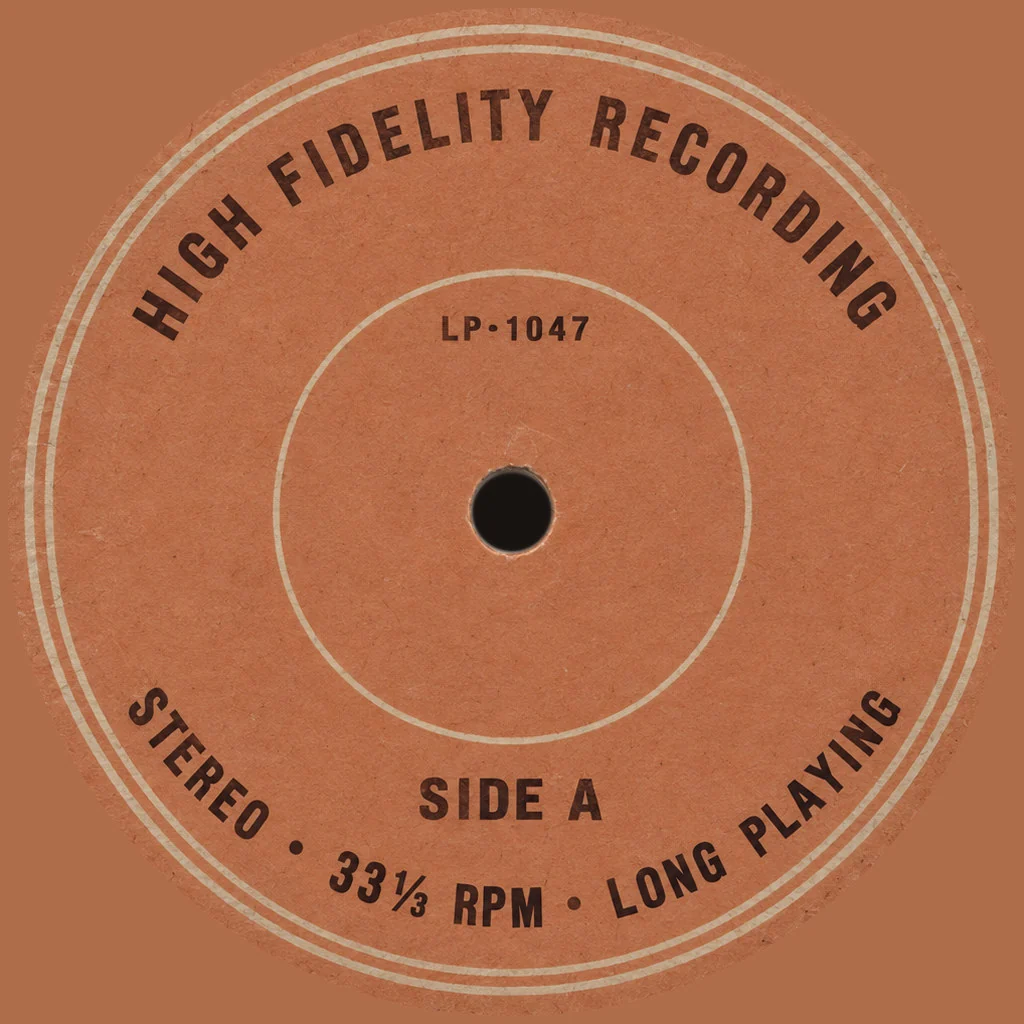 HIGH FIDELITY RECORDING
LP•1047
SIDE A
STEREO • 33⅓ RPM • LONG PLAYING